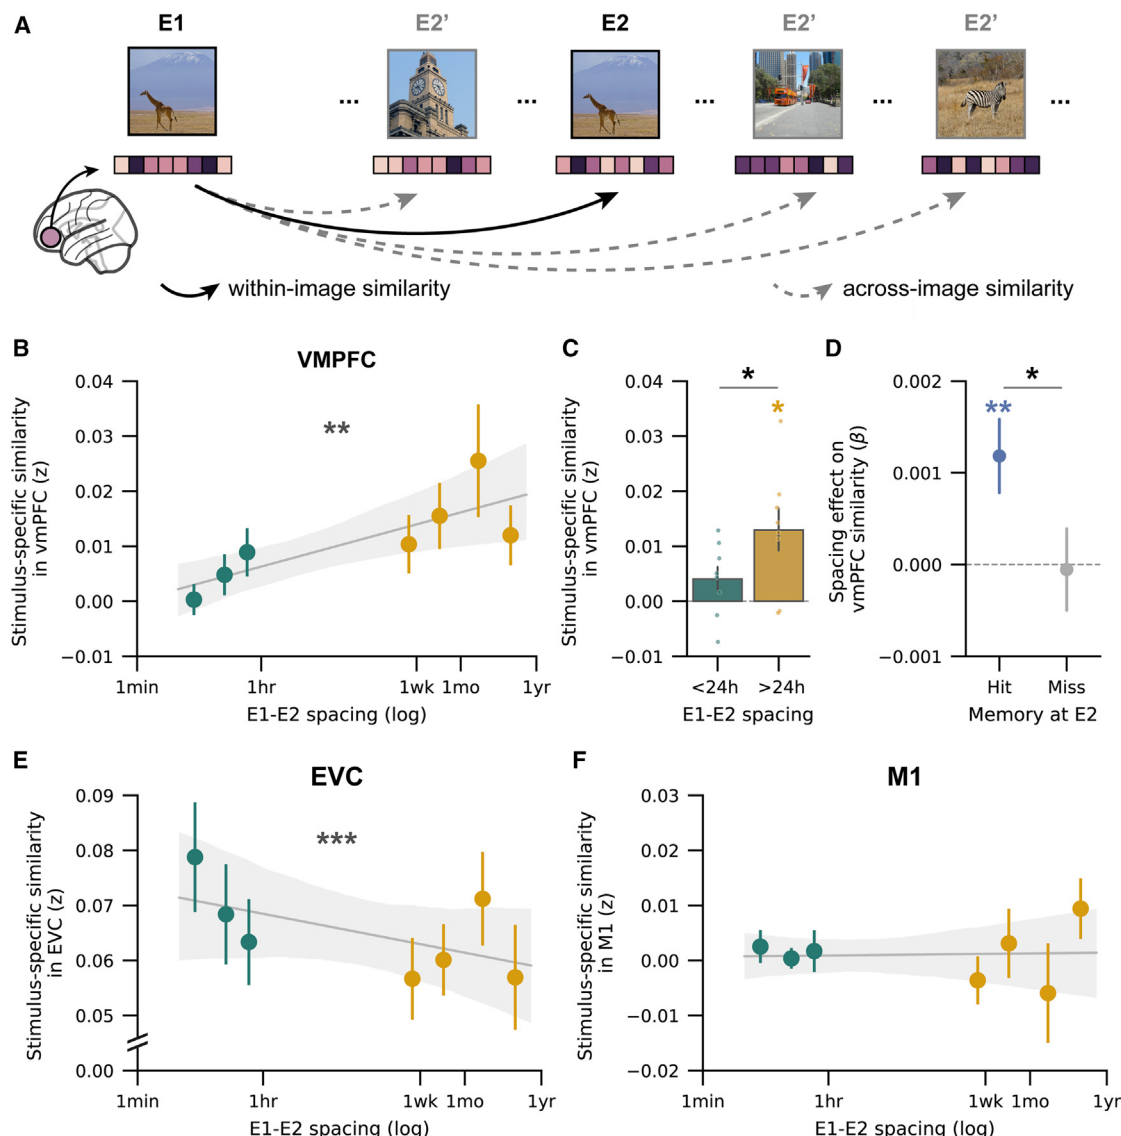 A
E1
E2’
E2
E2’
E2’
...
...
...
...
...
within-image similarity
across-image similarity
B
VMPFC
Stimulus-specific similarity
in vmPFC (z)
0.04
0.03
0.02
0.01
0.00
−0.01
**
1min
1hr
1wk
1mo
1yr
E1-E2 spacing (log)
C
Stimulus-specific similarity
in vmPFC (z)
0.04
0.03
0.02
0.01
0.00
−0.01
*
*
<24h
>24h
E1-E2 spacing
D
Spacing effect on
vmPFC similarity (β)
0.002
0.001
0.000
−0.001
*
**
Hit
Miss
Memory at E2
E
EVC
Stimulus-specific similarity
in EVC (z)
0.09
0.08
0.07
0.06
0.05
0.00
***
1min
1hr
1wk
1mo
1yr
E1-E2 spacing (log)
F
M1
Stimulus-specific similarity
in M1 (z)
0.03
0.02
0.01
0.00
−0.01
−0.02
1min
1hr
1wk
1mo
1yr
E1-E2 spacing (log)